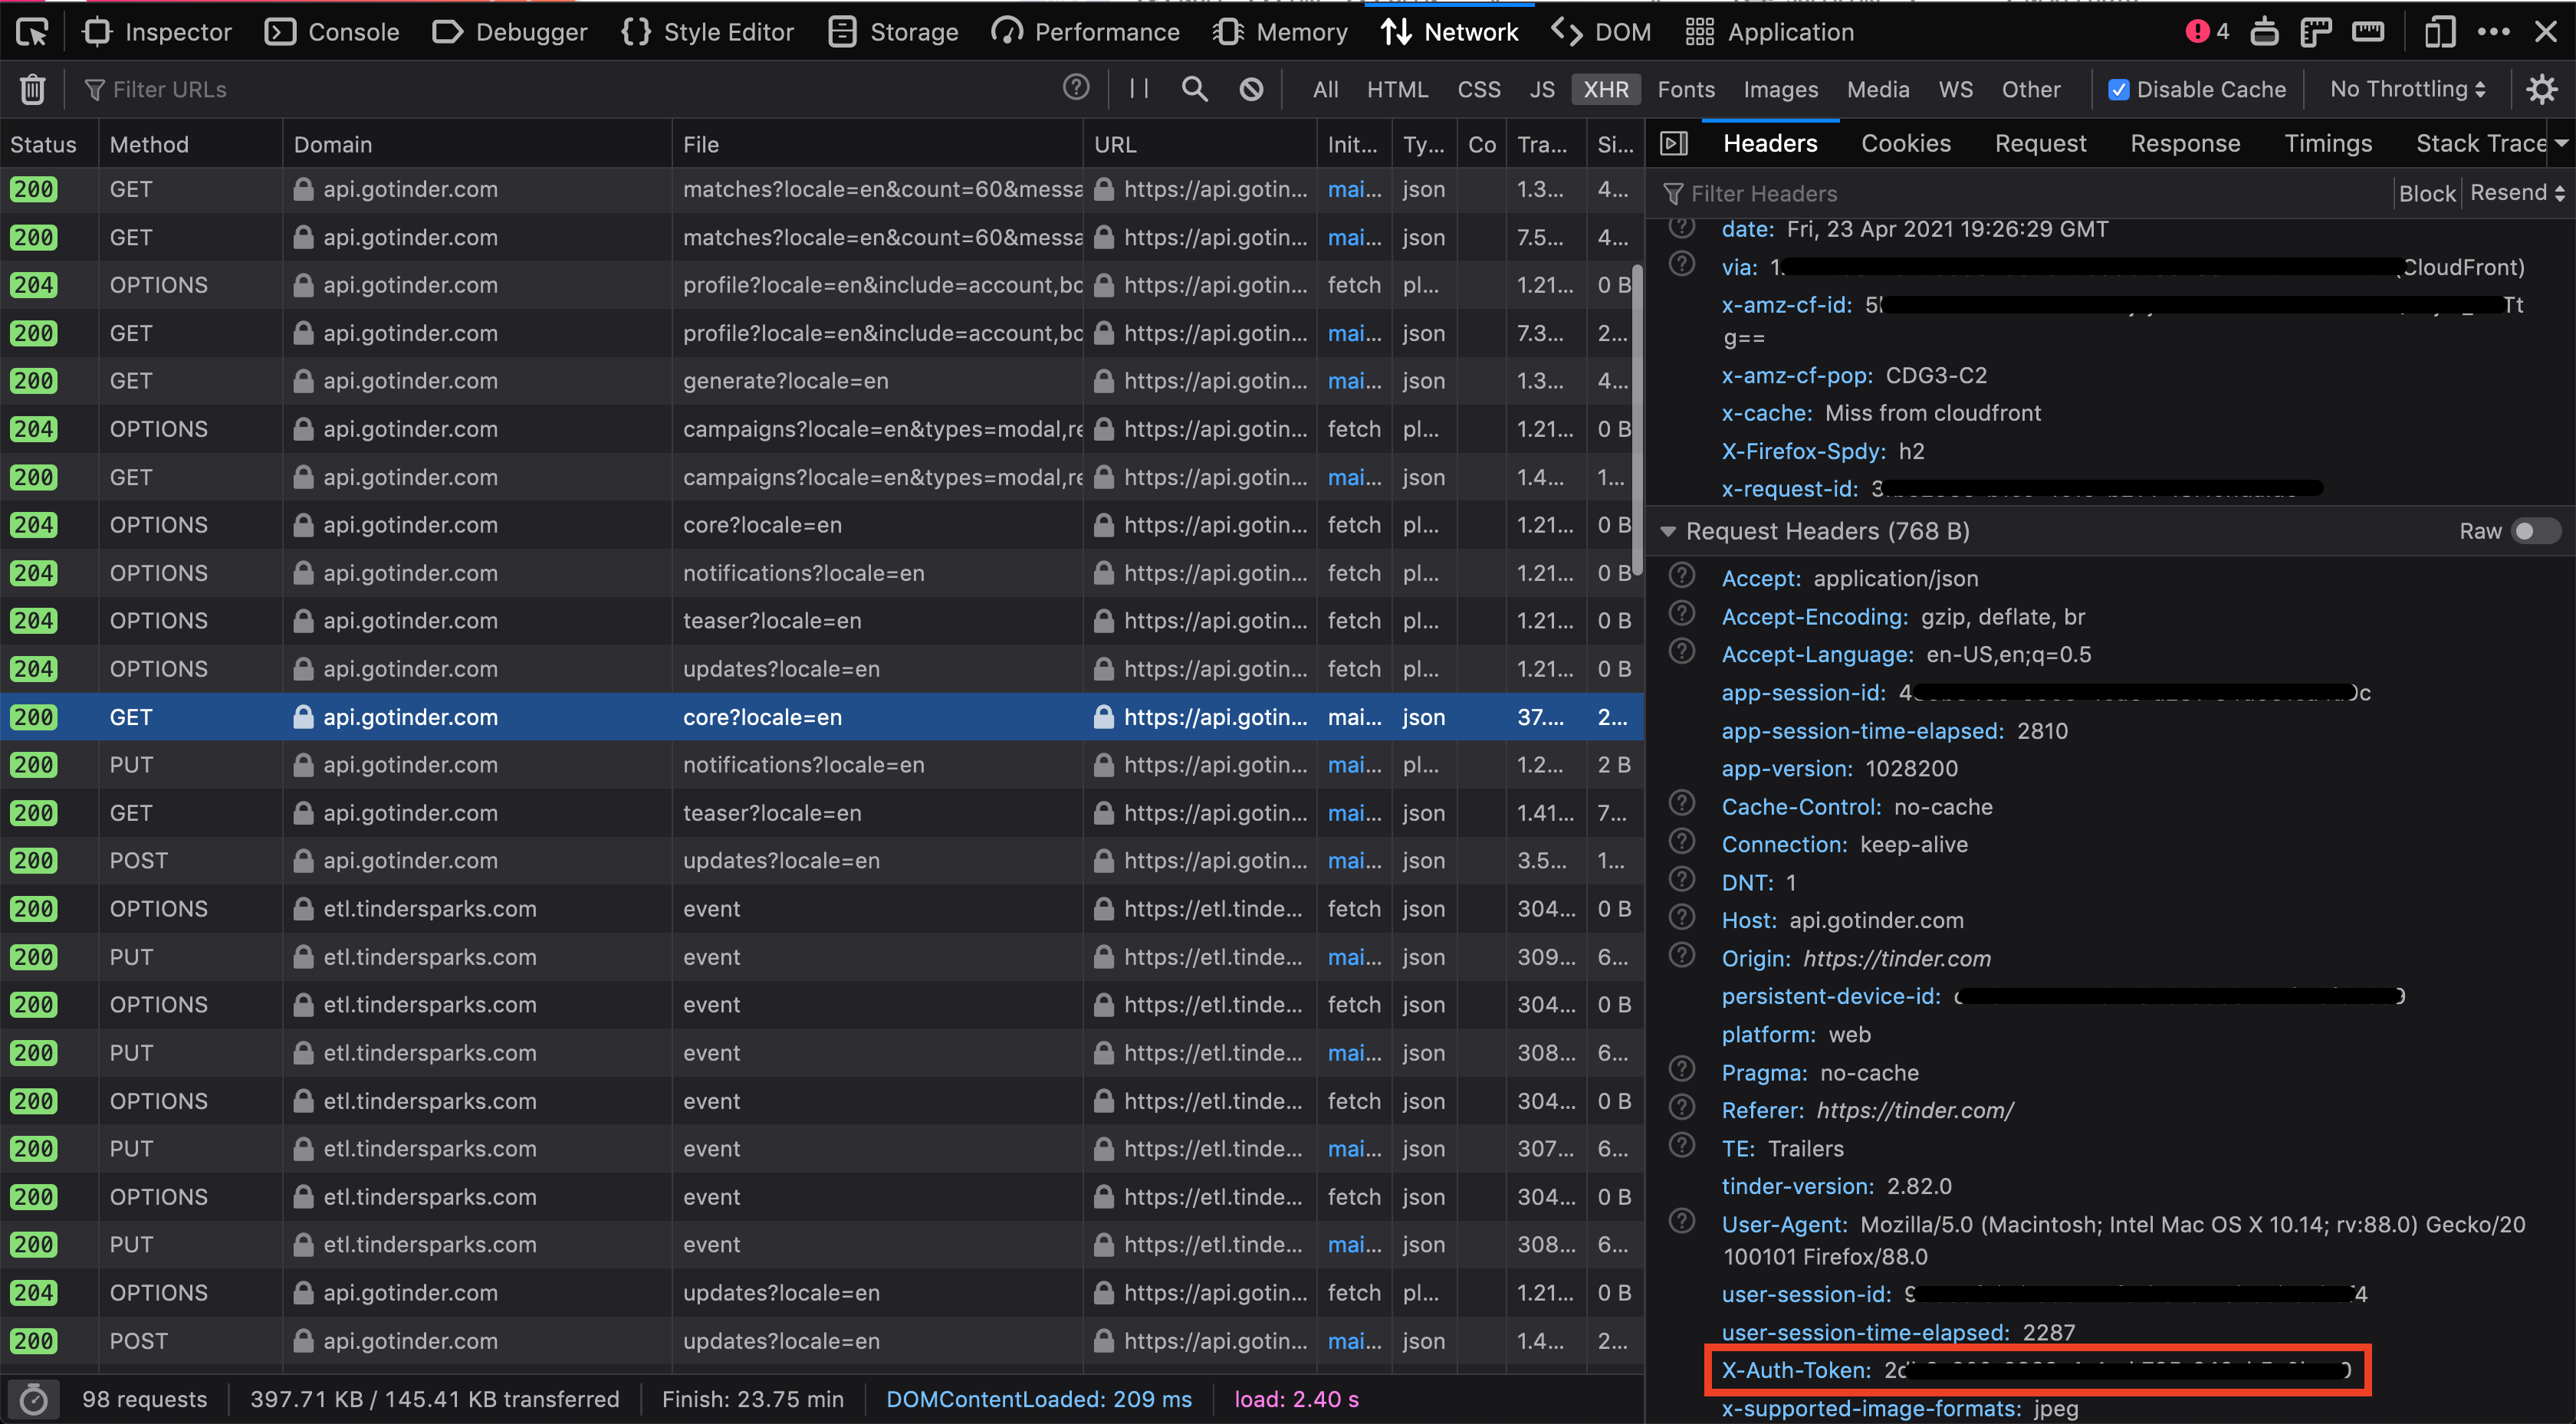 Inspector Console Debugger Style Editor Storage Performance Memory Network DOM Application 4
Filter URLs All HTML CSS JS XHR Fonts Images Media WS Other Disable Cache No Throttling
Status Method Domain File URL Init... Ty... Co Tra... Si...
200 GET api.gotinder.com matches?locale=en&count=60&messa https://api.gotin... mai... json 1.3... 4...
200 GET api.gotinder.com matches?locale=en&count=60&messa https://api.gotin... mai... json 7.5... 4...
204 OPTIONS api.gotinder.com profile?locale=en&include=account,bo https://api.gotin... fetch pl... 1.21... 0 B
200 GET api.gotinder.com profile?locale=en&include=account,bo https://api.gotin... mai... json 7.3... 2...
200 GET api.gotinder.com generate?locale=en https://api.gotin... mai... json 1.3... 4...
204 OPTIONS api.gotinder.com campaigns?locale=en&types=modal,re https://api.gotin... fetch pl... 1.21... 0 B
200 GET api.gotinder.com campaigns?locale=en&types=modal,re https://api.gotin... mai... json 1.4... 1...
204 OPTIONS api.gotinder.com core?locale=en https://api.gotin... fetch pl... 1.21... 0 B
204 OPTIONS api.gotinder.com notifications?locale=en https://api.gotin... fetch pl... 1.21... 0 B
204 OPTIONS api.gotinder.com teaser?locale=en https://api.gotin... fetch pl... 1.21... 0 B
204 OPTIONS api.gotinder.com updates?locale=en https://api.gotin... fetch pl... 1.21... 0 B
200 GET api.gotinder.com core?locale=en https://api.gotin... mai... json 37.... 2...
200 PUT api.gotinder.com notifications?locale=en https://api.gotin... mai... pl... 1.2... 2 B
200 GET api.gotinder.com teaser?locale=en https://api.gotin... mai... json 1.41... 7...
200 POST api.gotinder.com updates?locale=en https://api.gotin... mai... json 3.5... 1...
200 OPTIONS etl.tindersparks.com event https://etl.tinde... fetch json 304... 0 B
200 PUT etl.tindersparks.com event https://etl.tinde... mai... json 309... 6...
200 OPTIONS etl.tindersparks.com event https://etl.tinde... fetch json 304... 0 B
200 PUT etl.tindersparks.com event https://etl.tinde... mai... json 308... 6...
200 OPTIONS etl.tindersparks.com event https://etl.tinde... fetch json 304... 0 B
200 PUT etl.tindersparks.com event https://etl.tinde... mai... json 307... 6...
200 OPTIONS etl.tindersparks.com event https://etl.tinde... fetch json 304... 0 B
200 PUT etl.tindersparks.com event https://etl.tinde... mai... json 308... 6...
204 OPTIONS api.gotinder.com updates?locale=en https://api.gotin... fetch pl... 1.21... 0 B
200 POST api.gotinder.com updates?locale=en https://api.gotin... mai... json 1.4... 2...
98 requests 397.71 KB / 145.41 KB transferred Finish: 23.75 min DOMContentLoaded: 209 ms load: 2.40 s
Headers Cookies Request Response Timings Stack Trace
Filter Headers Block Resend
date: Fri, 23 Apr 2021 19:26:29 GMT
via: (CloudFront)
x-amz-cf-id:
g==
x-amz-cf-pop: CDG3-C2
x-cache: Miss from cloudfront
X-Firefox-Spdy: h2
x-request-id:
Request Headers (768 B) Raw
Accept: application/json
Accept-Encoding: gzip, deflate, br
Accept-Language: en-US,en;q=0.5
app-session-id:
app-session-time-elapsed: 2810
app-version: 1028200
Cache-Control: no-cache
Connection: keep-alive
DNT: 1
Host: api.gotinder.com
Origin: https://tinder.com
persistent-device-id:
platform: web
Pragma: no-cache
Referer: https://tinder.com/
TE: Trailers
tinder-version: 2.82.0
User-Agent: Mozilla/5.0 (Macintosh; Intel Mac OS X 10.14; rv:88.0) Gecko/20
100101 Firefox/88.0
user-session-id:
user-session-time-elapsed: 2287
X-Auth-Token:
x-supported-image-formats: jpeg